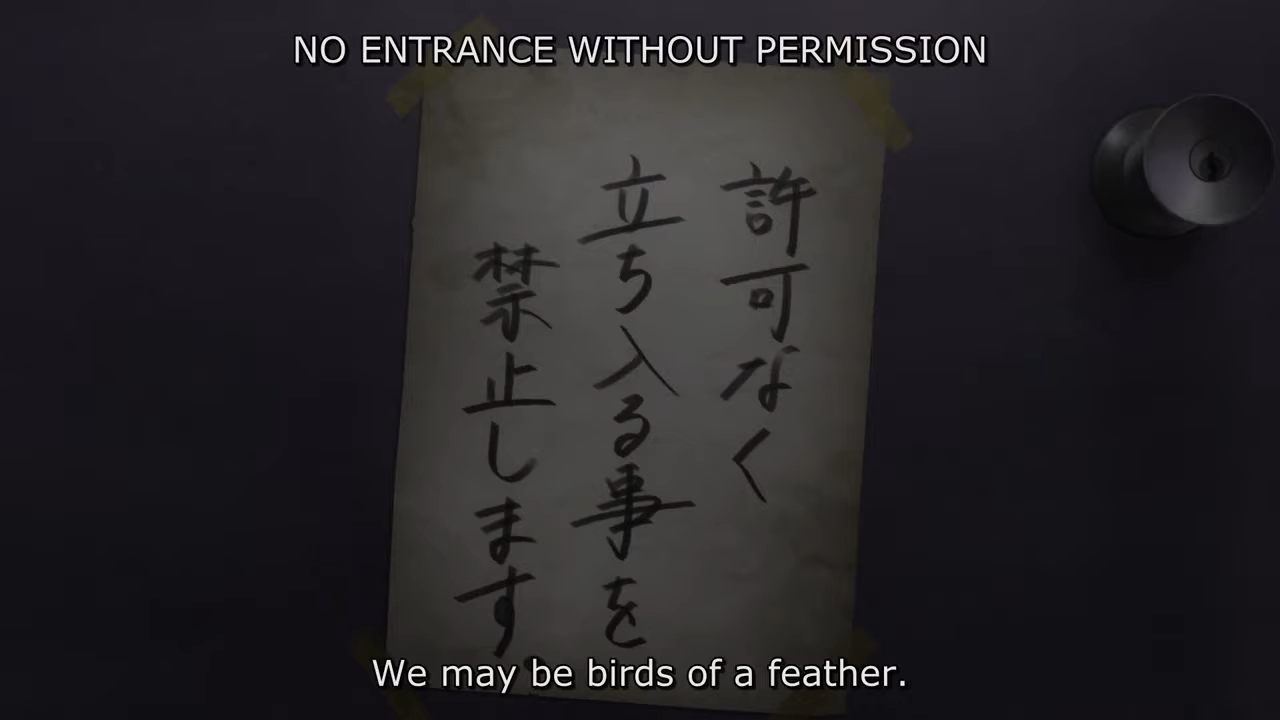 NO ENTRANCE WITHOUT PERMISSION
許可なく
立ち入る事を
禁止します。
We may be birds of a feather.